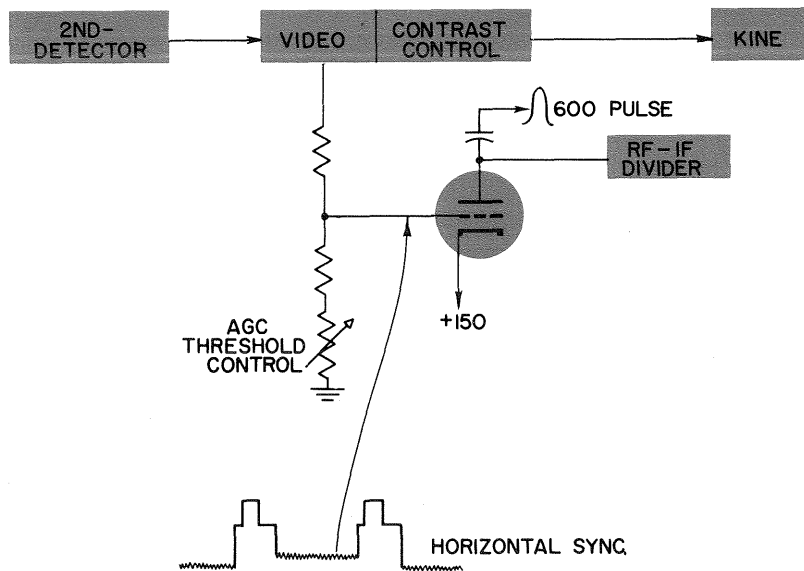 2ND-
DETECTOR
VIDEO
CONTRAST
CONTROL
KINE
600 PULSE
RF-IF
DIVIDER
+150
AGC
THRESHOLD
CONTROL
HORIZONTAL SYNC.